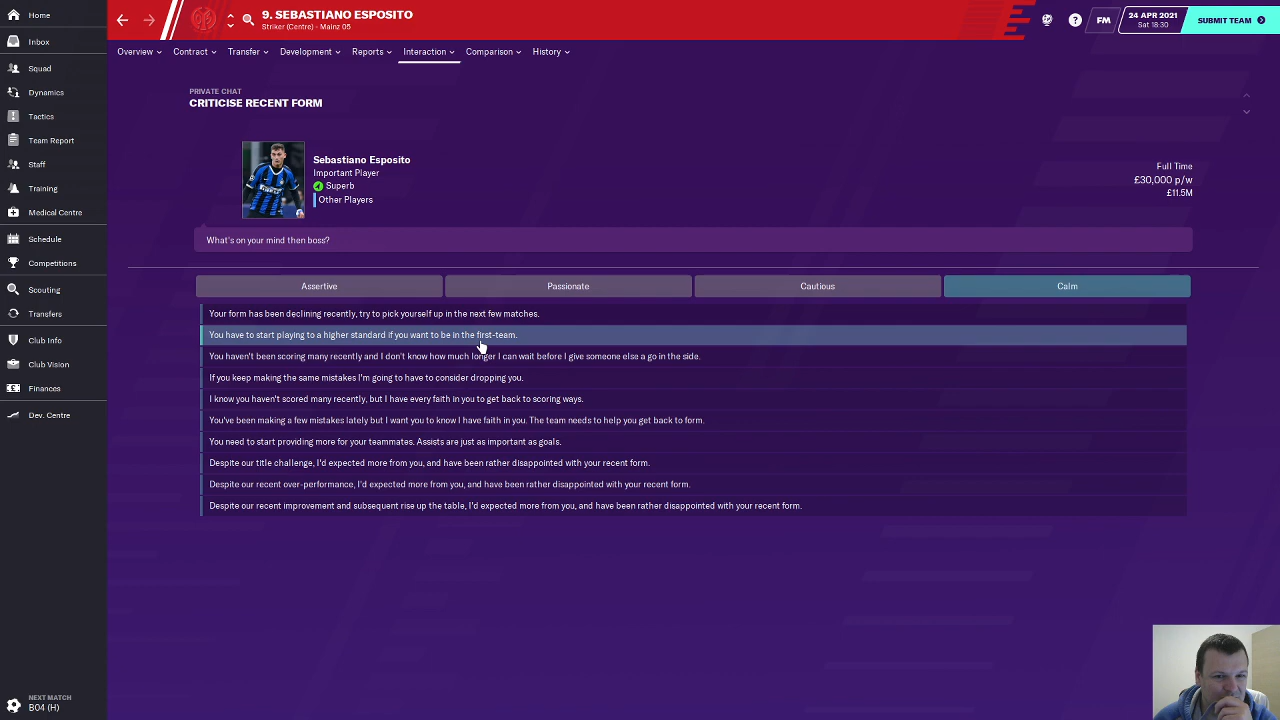 9. SEBASTIANO ESPOSITO
Striker (Centre) - Mainz 05
FM
24 APR 2021
Sat 18:30
SUBMIT TEAM
Overview
Contract
Transfer
Development
Reports
Interaction
Comparison
History
Home
Inbox
Squad
Dynamics
Tactics
Team Report
Staff
Training
Medical Centre
Schedule
Competitions
Scouting
Transfers
Club Info
Club Vision
Finances
Dev. Centre
NEXT MATCH
B04 (H)
PRIVATE CHAT
CRITICISE RECENT FORM
Sebastiano Esposito
Important Player
Superb
Other Players
Full Time
£30,000 p/w
£11.5M
What's on your mind then boss?
Assertive
Passionate
Cautious
Calm
Your form has been declining recently, try to pick yourself up in the next few matches.
You have to start playing to a higher standard if you want to be in the first-team.
You haven't been scoring many recently and I don't know how much longer I can wait before I give someone else a go in the side.
If you keep making the same mistakes I'm going to have to consider dropping you.
I know you haven't scored many recently, but I have every faith in you to get back to scoring ways.
You've been making a few mistakes lately but I want you to know I have faith in you. The team needs to help you get back to form.
You need to start providing more for your teammates. Assists are just as important as goals.
Despite our title challenge, I'd expected more from you, and have been rather disappointed with your recent form.
Despite our recent over-performance, I'd expected more from you, and have been rather disappointed with your recent form.
Despite our recent improvement and subsequent rise up the table, I'd expected more from you, and have been rather disappointed with your recent form.